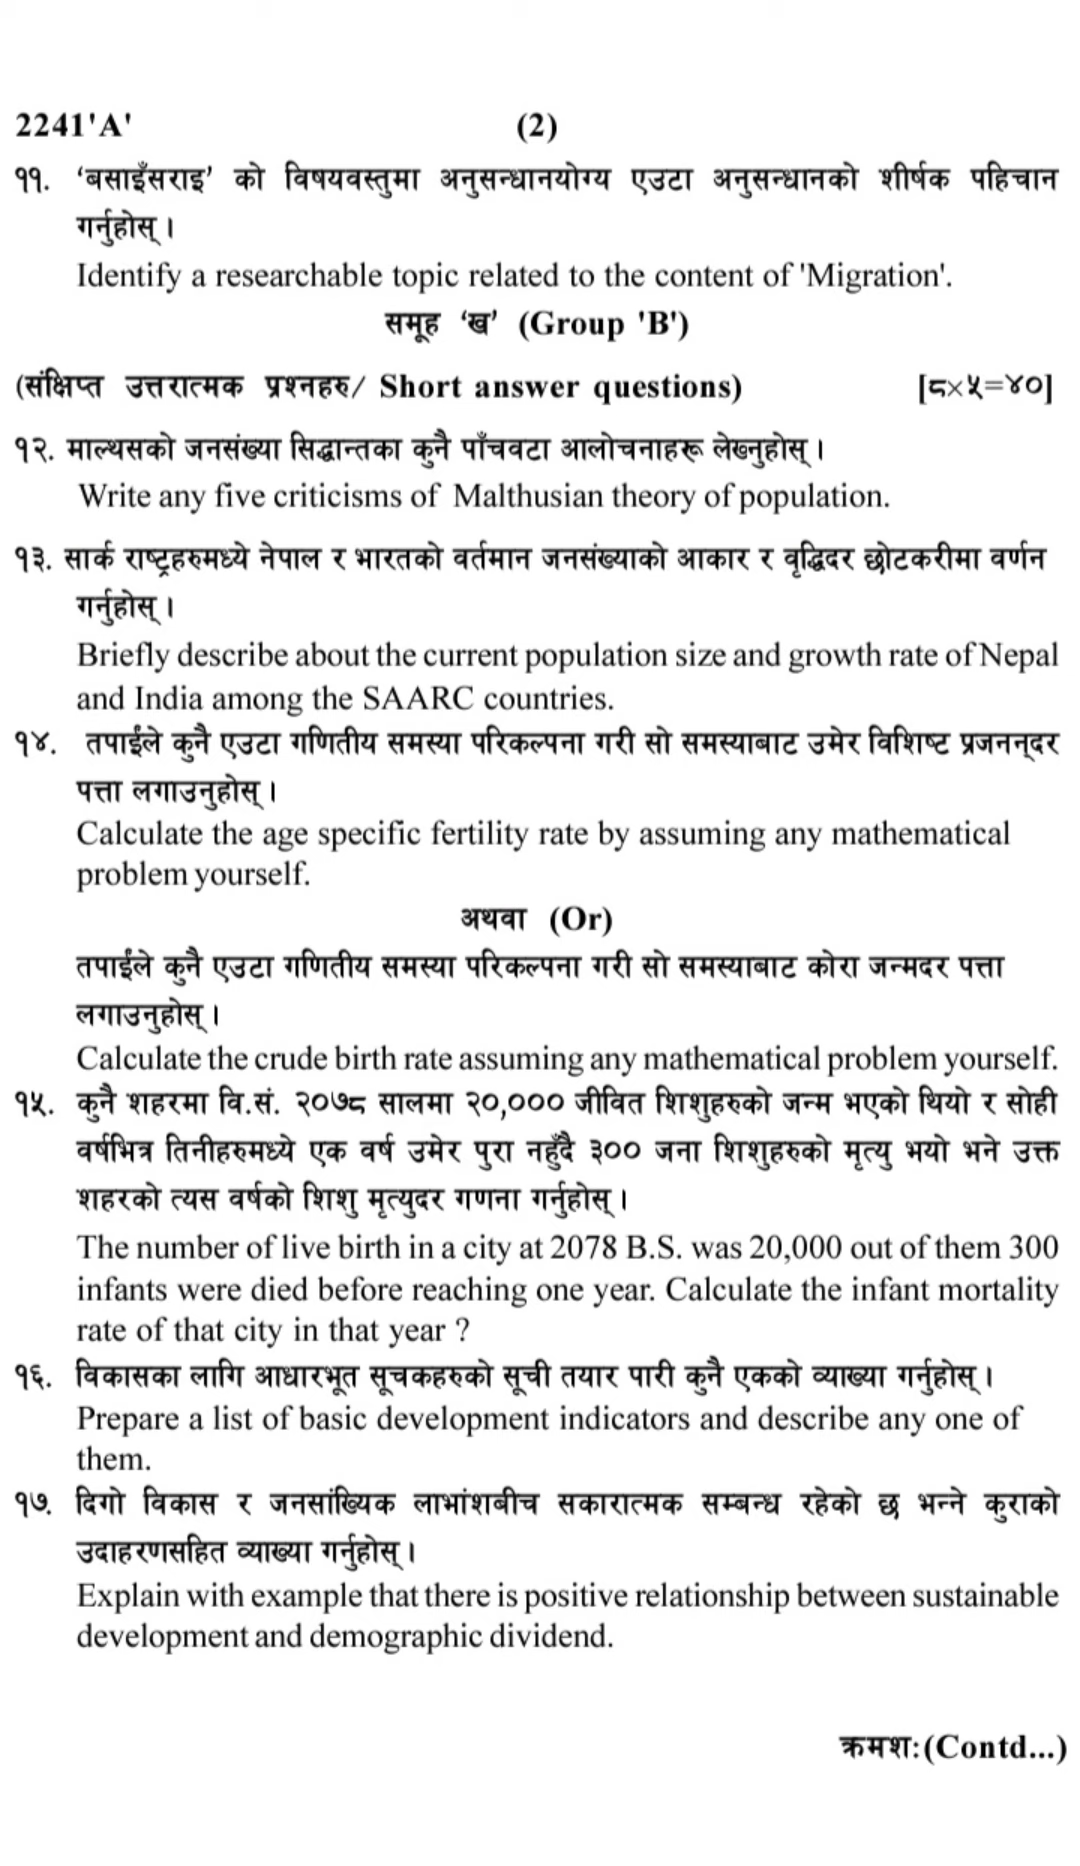 2241'A'
(2)
११. ‘बसाइँसराइ’ को विषयवस्तुमा अनुसन्धानयोग्य एउटा अनुसन्धानको शीर्षक पहिचान
गर्नुहोस् ।
Identify a researchable topic related to the content of 'Migration'.
समूह ‘ख’ (Group 'B')
(संक्षिप्त उत्तरात्मक प्रश्नहरु/ Short answer questions) [८×५=४०]
१२. माल्थसको जनसंख्या सिद्धान्तका कुनै पाँचवटा आलोचनाहरू लेख्नुहोस् ।
Write any five criticisms of Malthusian theory of population.
१३. सार्क राष्ट्रहरुमध्ये नेपाल र भारतको वर्तमान जनसंख्याको आकार र वृद्धिदर छोटकरीमा वर्णन
गर्नुहोस् ।
Briefly describe about the current population size and growth rate of Nepal
and India among the SAARC countries.
१४. तपाईंले कुनै एउटा गणितीय समस्या परिकल्पना गरी सो समस्याबाट उमेर विशिष्ट प्रजनन्दर
पत्ता लगाउनुहोस् ।
Calculate the age specific fertility rate by assuming any mathematical
problem yourself.
अथवा (Or)
तपाईंले कुनै एउटा गणितीय समस्या परिकल्पना गरी सो समस्याबाट कोरा जन्मदर पत्ता
लगाउनुहोस् ।
Calculate the crude birth rate assuming any mathematical problem yourself.
१५. कुनै शहरमा वि.सं. २०७८ सालमा २०,००० जीवित शिशुहरुको जन्म भएको थियो र सोही
वर्षभित्र तिनीहरुमध्ये एक वर्ष उमेर पुरा नहुँदै ३०० जना शिशुहरुको मृत्यु भयो भने उक्त
शहरको त्यस वर्षको शिशु मृत्युदर गणना गर्नुहोस् ।
The number of live birth in a city at 2078 B.S. was 20,000 out of them 300
infants were died before reaching one year. Calculate the infant mortality
rate of that city in that year ?
१६. विकासका लागि आधारभूत सूचकहरुको सूची तयार पारी कुनै एकको व्याख्या गर्नुहोस् ।
Prepare a list of basic development indicators and describe any one of
them.
१७. दिगो विकास र जनसांख्यिक लाभांशबीच सकारात्मक सम्बन्ध रहेको छ भन्ने कुराको
उदाहरणसहित व्याख्या गर्नुहोस् ।
Explain with example that there is positive relationship between sustainable
development and demographic dividend.
क्रमशः(Contd...)